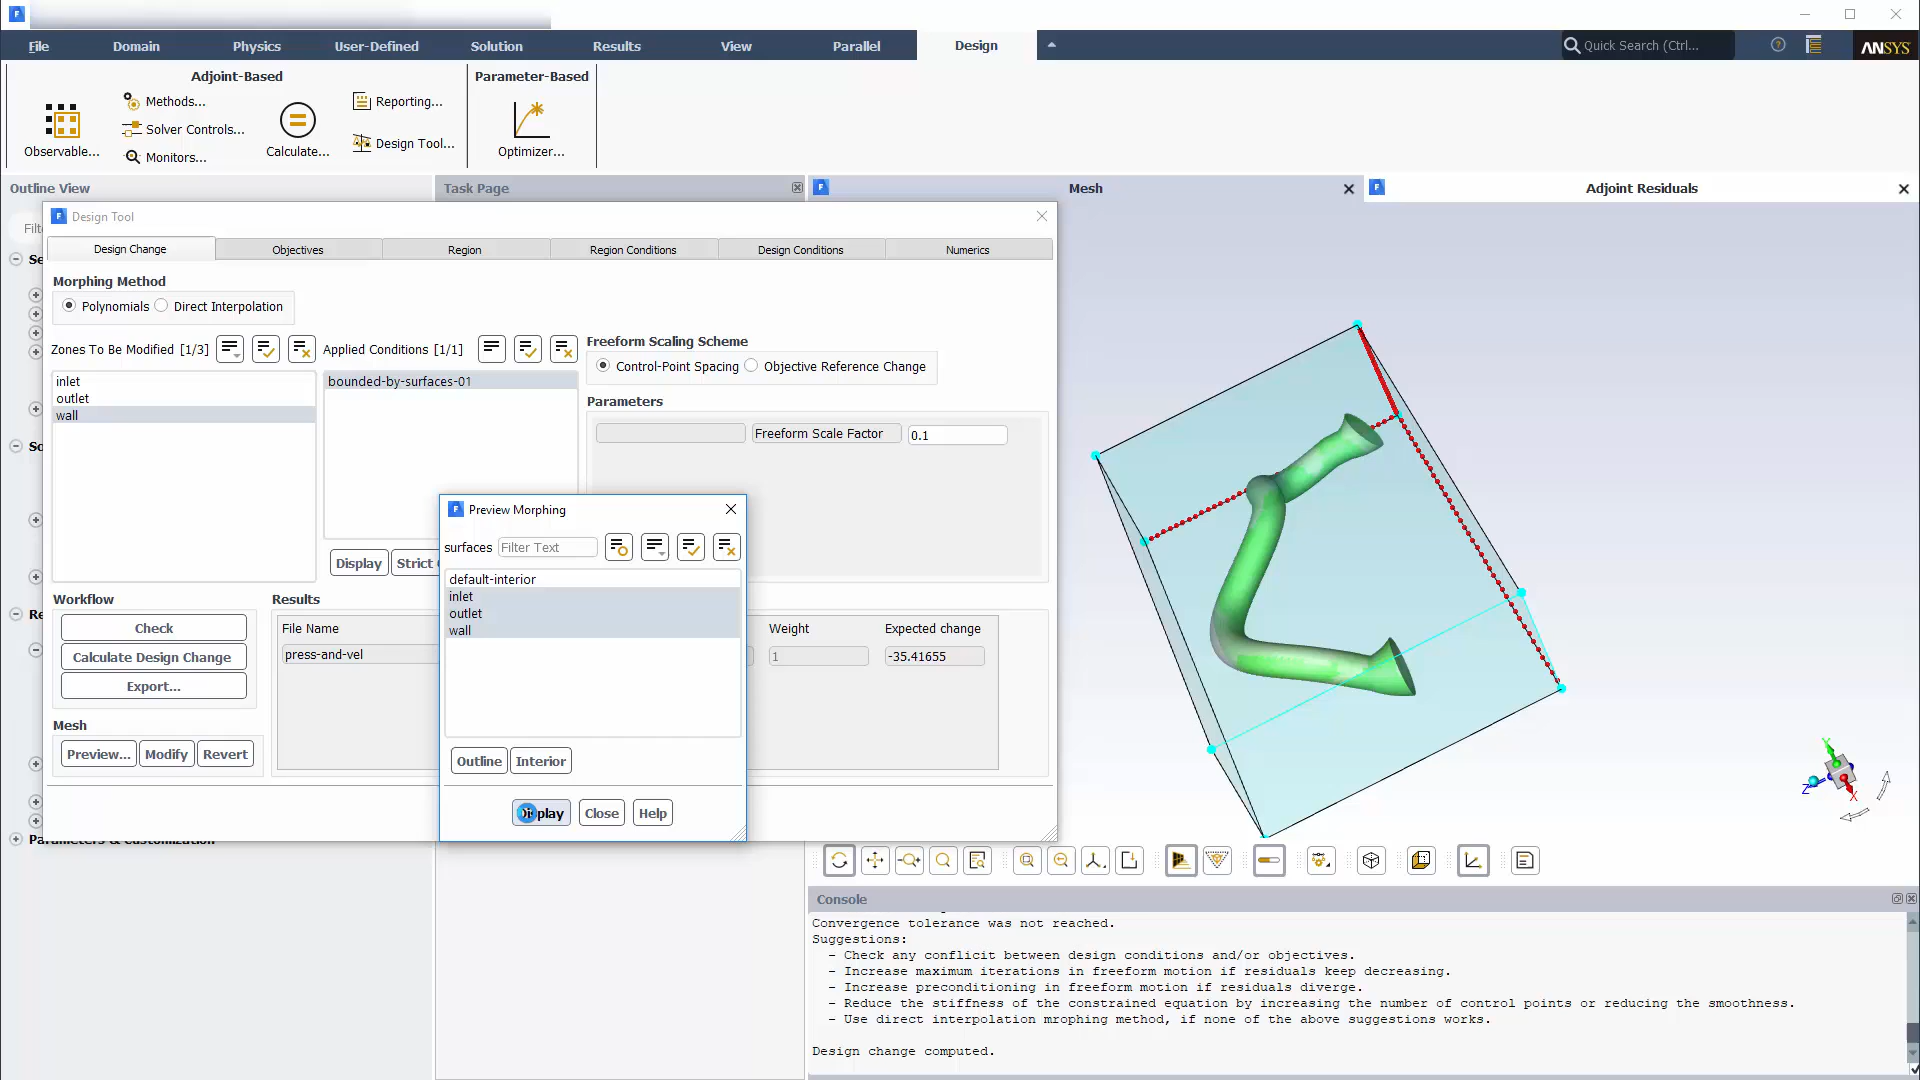 File Domain Physics User-Defined Solution Results View Parallel Design Quick Search (Ctrl... ANSYS
Adjoint-Based Parameter-Based
Observable...
Methods...
Solver Controls...
Monitors...
Calculate...
Reporting...
Design Tool...
Optimizer...
Outline View
Task Page
Mesh
Adjoint Residuals
Filt
Se
So
Re
Parameters & Customization
Design Tool
Design Change Objectives Region Region Conditions Design Conditions Numerics
Morphing Method
Polynomials Direct Interpolation
Zones To Be Modified [1/3]
inlet
outlet
wall
Applied Conditions [1/1]
bounded-by-surfaces-01
Display Strict
Freeform Scaling Scheme
Control-Point Spacing Objective Reference Change
Parameters
Freeform Scale Factor 0.1
Workflow
Check
Calculate Design Change
Export...
Mesh
Preview... Modify Revert
Results
File Name Weight Expected change
press-and-vel 1 -35.41655
Preview Morphing
surfaces Filter Text
default-interior
inlet
outlet
wall
Outline Interior
Display Close Help
Y
Z
X
Console
Convergence tolerance was not reached.
Suggestions:
- Check any conflicit between design conditions and/or objectives.
- Increase maximum iterations in freeform motion if residuals keep decreasing.
- Increase preconditioning in freeform motion if residuals diverge.
- Reduce the stiffness of the constrained equation by increasing the number of control points or reducing the smoothness.
- Use direct interpolation mrophing method, if none of the above suggestions works.
Design change computed.